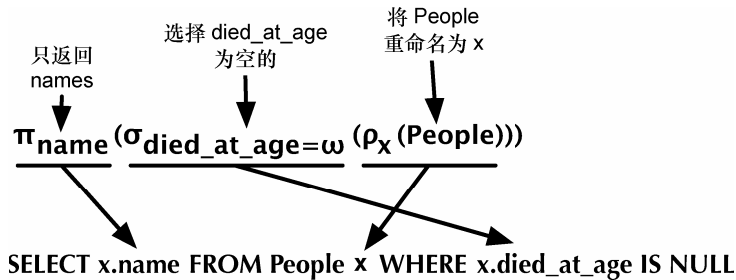 只返回
names
选择 died_at_age
为空的
将 People
重命名为 x
πname(σdied_at_age=ω(ρx(People)))
SELECT x.name FROM People x WHERE x.died_at_age IS NULL